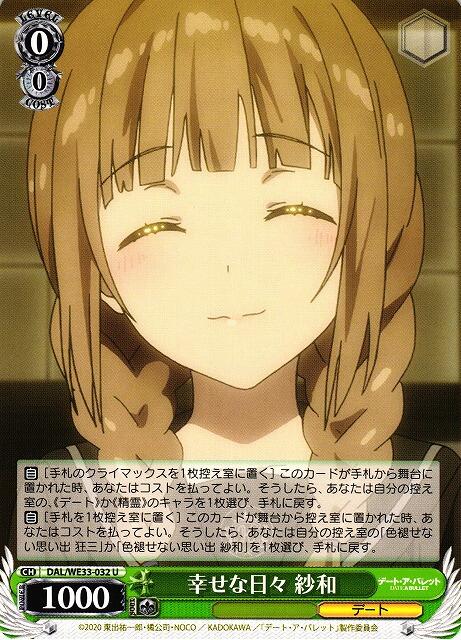 LEVEL
0
0
COST
自 [手札のクライマックスを1枚控え室に置く] このカードが手札から舞台に
置かれた時、あなたはコストを払ってよい。そうしたら、あなたは自分の控え
室の、《デート》か《精霊》のキャラを1枚選び、手札に戻す。
自 [手札を1枚控え室に置く] このカードが舞台から控え室に置かれた時、あ
なたはコストを払ってよい。そうしたら、あなたは自分の控え室の「色褪せな
い思い出 狂三」か「色褪せない思い出 紗和」を1枚選び、手札に戻す。
CH DAL/WE33-032 U
POWER
1000
SOUL
幸せな日々 紗和
デート・ア・バレット
DATE A BULLET
デート
©2020 東出祐一郎・橘公司・NOCO / KADOKAWA /「デート・ア・バレット」製作委員会